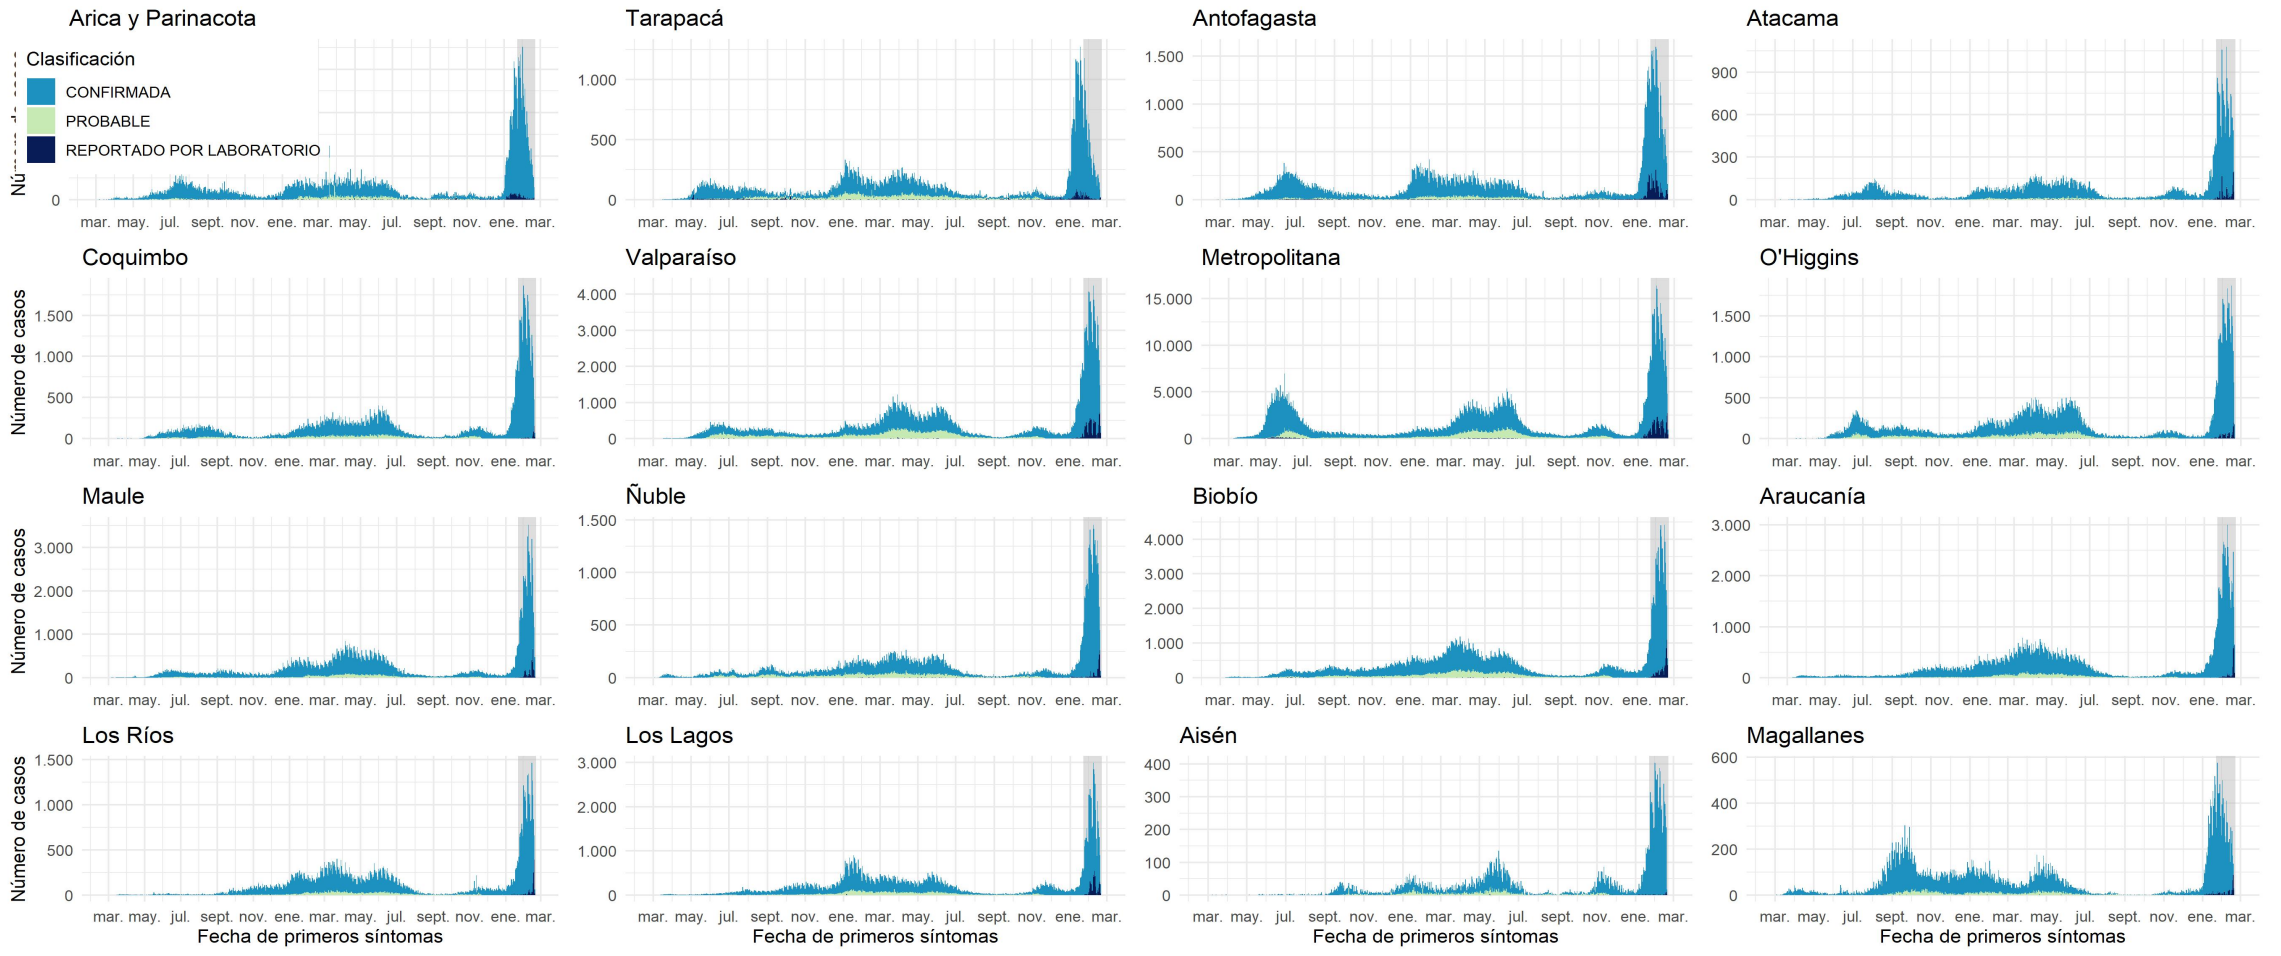 Arica y Parinacota
Tarapacá
Antofagasta
Atacama
Clasificación
CONFIRMADA
PROBABLE
REPORTADO POR LABORATORIO
0
mar. may. jul. sept. nov. ene. mar. may. jul. sept. nov. ene. mar.
1.000
500
0
mar. may. jul. sept. nov. ene. mar. may. jul. sept. nov. ene. mar.
1.500
1.000
500
0
mar. may. jul. sept. nov. ene. mar. may. jul. sept. nov. ene. mar.
900
600
300
0
mar. may. jul. sept. nov. ene. mar. may. jul. sept. nov. ene. mar.
Coquimbo
Valparaíso
Metropolitana
O'Higgins
Número de casos
1.500
1.000
500
0
mar. may. jul. sept. nov. ene. mar. may. jul. sept. nov. ene. mar.
4.000
3.000
2.000
1.000
0
mar. may. jul. sept. nov. ene. mar. may. jul. sept. nov. ene. mar.
15.000
10.000
5.000
0
mar. may. jul. sept. nov. ene. mar. may. jul. sept. nov. ene. mar.
1.500
1.000
500
0
mar. may. jul. sept. nov. ene. mar. may. jul. sept. nov. ene. mar.
Maule
Ñuble
Biobío
Araucanía
Número de casos
3.000
2.000
1.000
0
mar. may. jul. sept. nov. ene. mar. may. jul. sept. nov. ene. mar.
1.500
1.000
500
0
mar. may. jul. sept. nov. ene. mar. may. jul. sept. nov. ene. mar.
4.000
3.000
2.000
1.000
0
mar. may. jul. sept. nov. ene. mar. may. jul. sept. nov. ene. mar.
3.000
2.000
1.000
0
mar. may. jul. sept. nov. ene. mar. may. jul. sept. nov. ene. mar.
Los Ríos
Los Lagos
Aisén
Magallanes
Número de casos
1.500
1.000
500
0
mar. may. jul. sept. nov. ene. mar. may. jul. sept. nov. ene. mar.
Fecha de primeros síntomas
3.000
2.000
1.000
0
mar. may. jul. sept. nov. ene. mar. may. jul. sept. nov. ene. mar.
Fecha de primeros síntomas
400
300
200
100
0
mar. may. jul. sept. nov. ene. mar. may. jul. sept. nov. ene. mar.
Fecha de primeros síntomas
600
400
200
0
mar. may. jul. sept. nov. ene. mar. may. jul. sept. nov. ene. mar.
Fecha de primeros síntomas